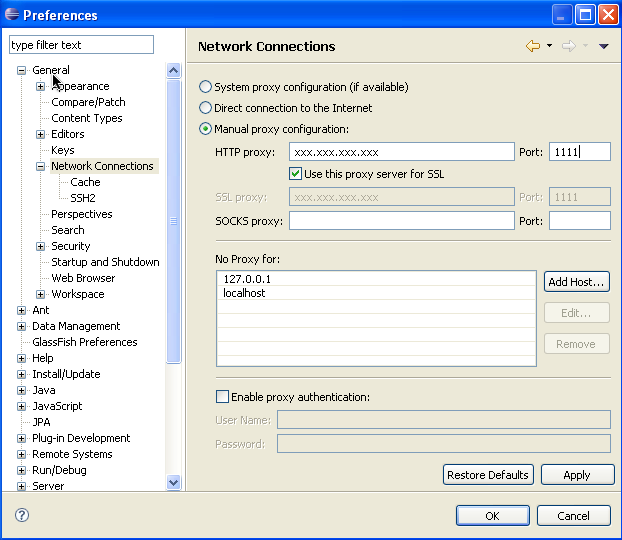 Preferences
type filter text
General
Appearance
Compare/Patch
Content Types
Editors
Keys
Network Connections
Cache
SSH2
Perspectives
Search
Security
Startup and Shutdown
Web Browser
Workspace
Ant
Data Management
GlassFish Preferences
Help
Install/Update
Java
JavaScript
JPA
Plug-in Development
Remote Systems
Run/Debug
Server
Network Connections
System proxy configuration (if available)
Direct connection to the Internet
Manual proxy configuration:
HTTP proxy: xxx.xxx.xxx.xxx Port: 1111
Use this proxy server for SSL
SSL proxy: xxx.xxx.xxx.xxx Port: 1111
SOCKS proxy: Port:
No Proxy for:
127.0.0.1
localhost
Add Host...
Edit...
Remove
Enable proxy authentication:
User Name:
Password:
Restore Defaults Apply
? OK Cancel